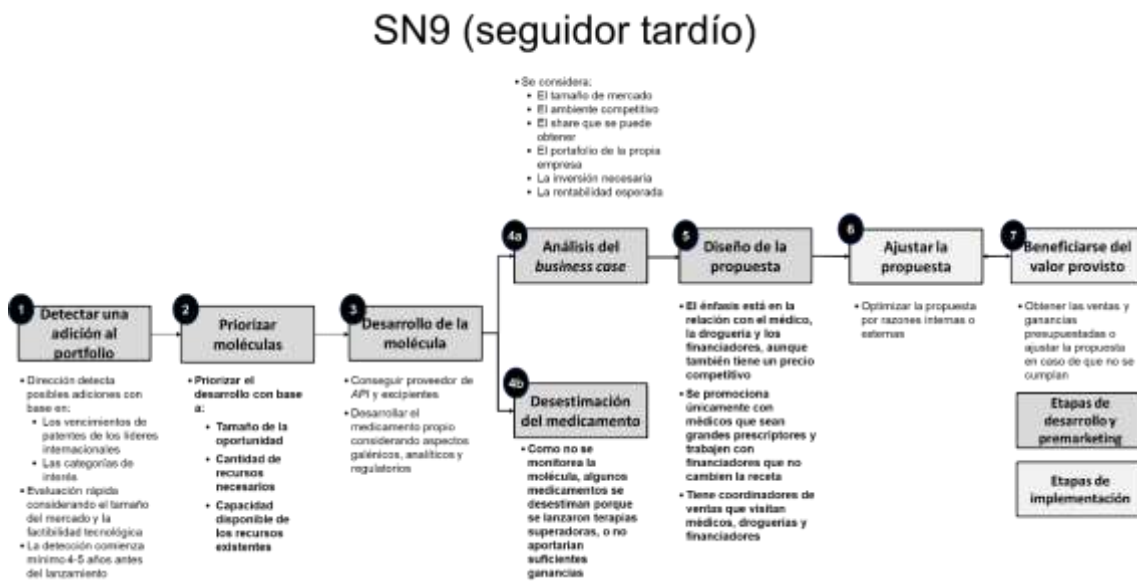 SN9 (seguidor tardío)
• Se considera:
• El tamaño de mercado
• El ambiente competitivo
• El share que se puede
obtener
• El portafolio de la propia
empresa
• La inversión necesaria
• La rentabilidad esperada
1
Detectar una
adición al
portfolio
• Dirección detecta
posibles adiciones con
base en:
• Los vencimientos de
patentes de los líderes
internacionales
• Las categorías de
interés
• Evaluación rápida
considerando el tamaño
del mercado y la
factibilidad tecnológica
• La detección comienza
mínimo 4-5 años antes
del lanzamiento
2
Priorizar
moléculas
• Priorizar el
desarrollo con base
a:
• Tamaño de la
oportunidad
• Cantidad de
recursos
necesarios
• Capacidad
disponible de
los recursos
existentes
3
Desarrollo de la
molécula
• Conseguir proveedor de
API y excipientes
• Desarrollar el
medicamento propio
considerando aspectos
galénicos, analíticos y
regulatorios
4a
Análisis del
business case
4b
Desestimación
del medicamento
• Como no se
monitorea la
molécula, algunos
medicamentos se
desestiman porque
se lanzaron terapias
superadoras, o no
aportarían
suficientes
ganancias
5
Diseño de la
propuesta
• El énfasis está en la
relación con el médico,
la droguería y los
financiadores, aunque
también tiene un precio
competitivo
• Se promociona
únicamente con
médicos que sean
grandes prescriptores y
trabajen con
financiadores que no
cambien la receta
• Tiene coordinadores de
ventas que visitan
médicos, droguerías y
financiadores
6
Ajustar la
propuesta
• Optimizar la propuesta
por razones internas o
externas
7
Beneficiarse del
valor provisto
• Obtener las ventas y
ganancias
presupuestadas o
ajustar la propuesta
en caso de que no se
cumplan
Etapas de
desarrollo y
premarketing
Etapas de
implementación